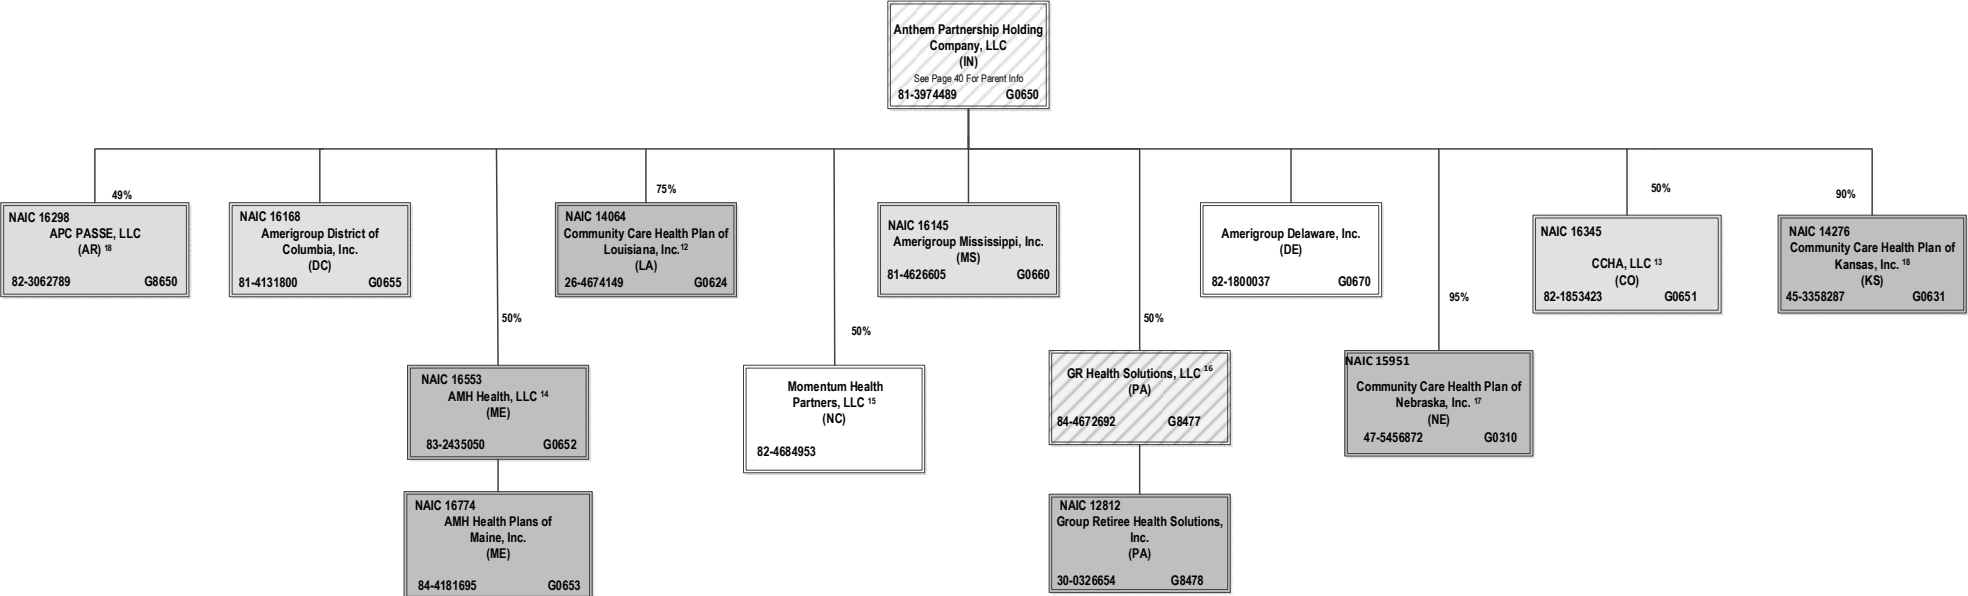 Anthem Partnership Holding
Company, LLC
(IN)
See Page 40 For Parent Info
81-3974489 G0650
49%
NAIC 16298
APC PASSE, LLC
(AR) 18
82-3062789 G8650
NAIC 16168
Amerigroup District of
Columbia, Inc.
(DC)
81-4131800 G0655
75%
NAIC 14064
Community Care Health Plan of
Louisiana, Inc.12
(LA)
26-4674149 G0624
NAIC 16145
Amerigroup Mississippi, Inc.
(MS)
81-4626605 G0660
Amerigroup Delaware, Inc.
(DE)
82-1800037 G0670
50%
NAIC 16345
CCHA, LLC 13
(CO)
82-1853423 G0651
90%
NAIC 14276
Community Care Health Plan of
Kansas, Inc. 18
(KS)
45-3358287 G0631
50%
NAIC 16553
AMH Health, LLC 14
(ME)
83-2435050 G0652
50%
Momentum Health
Partners, LLC 15
(NC)
82-4684953
50%
GR Health Solutions, LLC 16
(PA)
84-4672692 G8477
95%
NAIC 15951
Community Care Health Plan of
Nebraska, Inc. 17
(NE)
47-5456872 G0310
NAIC 16774
AMH Health Plans of
Maine, Inc.
(ME)
84-4181695 G0653
NAIC 12812
Group Retiree Health Solutions,
Inc.
(PA)
30-0326654 G8478